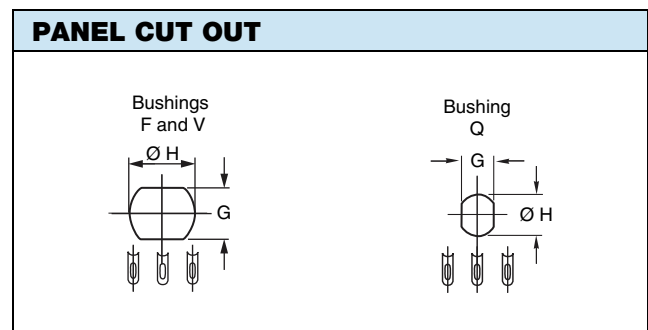 PANEL CUT OUT
Bushings
F and V
Ø H
G
Bushing
Q
G
Ø H